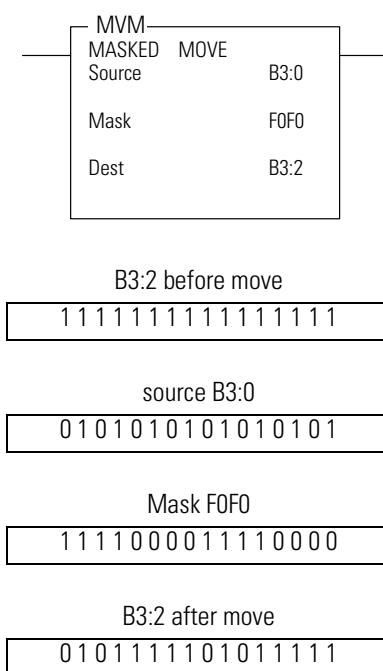 MVM
MASKED MOVE
Source B3:0
Mask F0F0
Dest B3:2
B3:2 before move
1 1 1 1 1 1 1 1 1 1 1 1 1 1 1 1
source B3:0
0 1 0 1 0 1 0 1 0 1 0 1 0 1 0 1
Mask F0F0
1 1 1 1 0 0 0 0 1 1 1 1 0 0 0 0
B3:2 after move
0 1 0 1 1 1 1 1 0 1 0 1 1 1 1 1